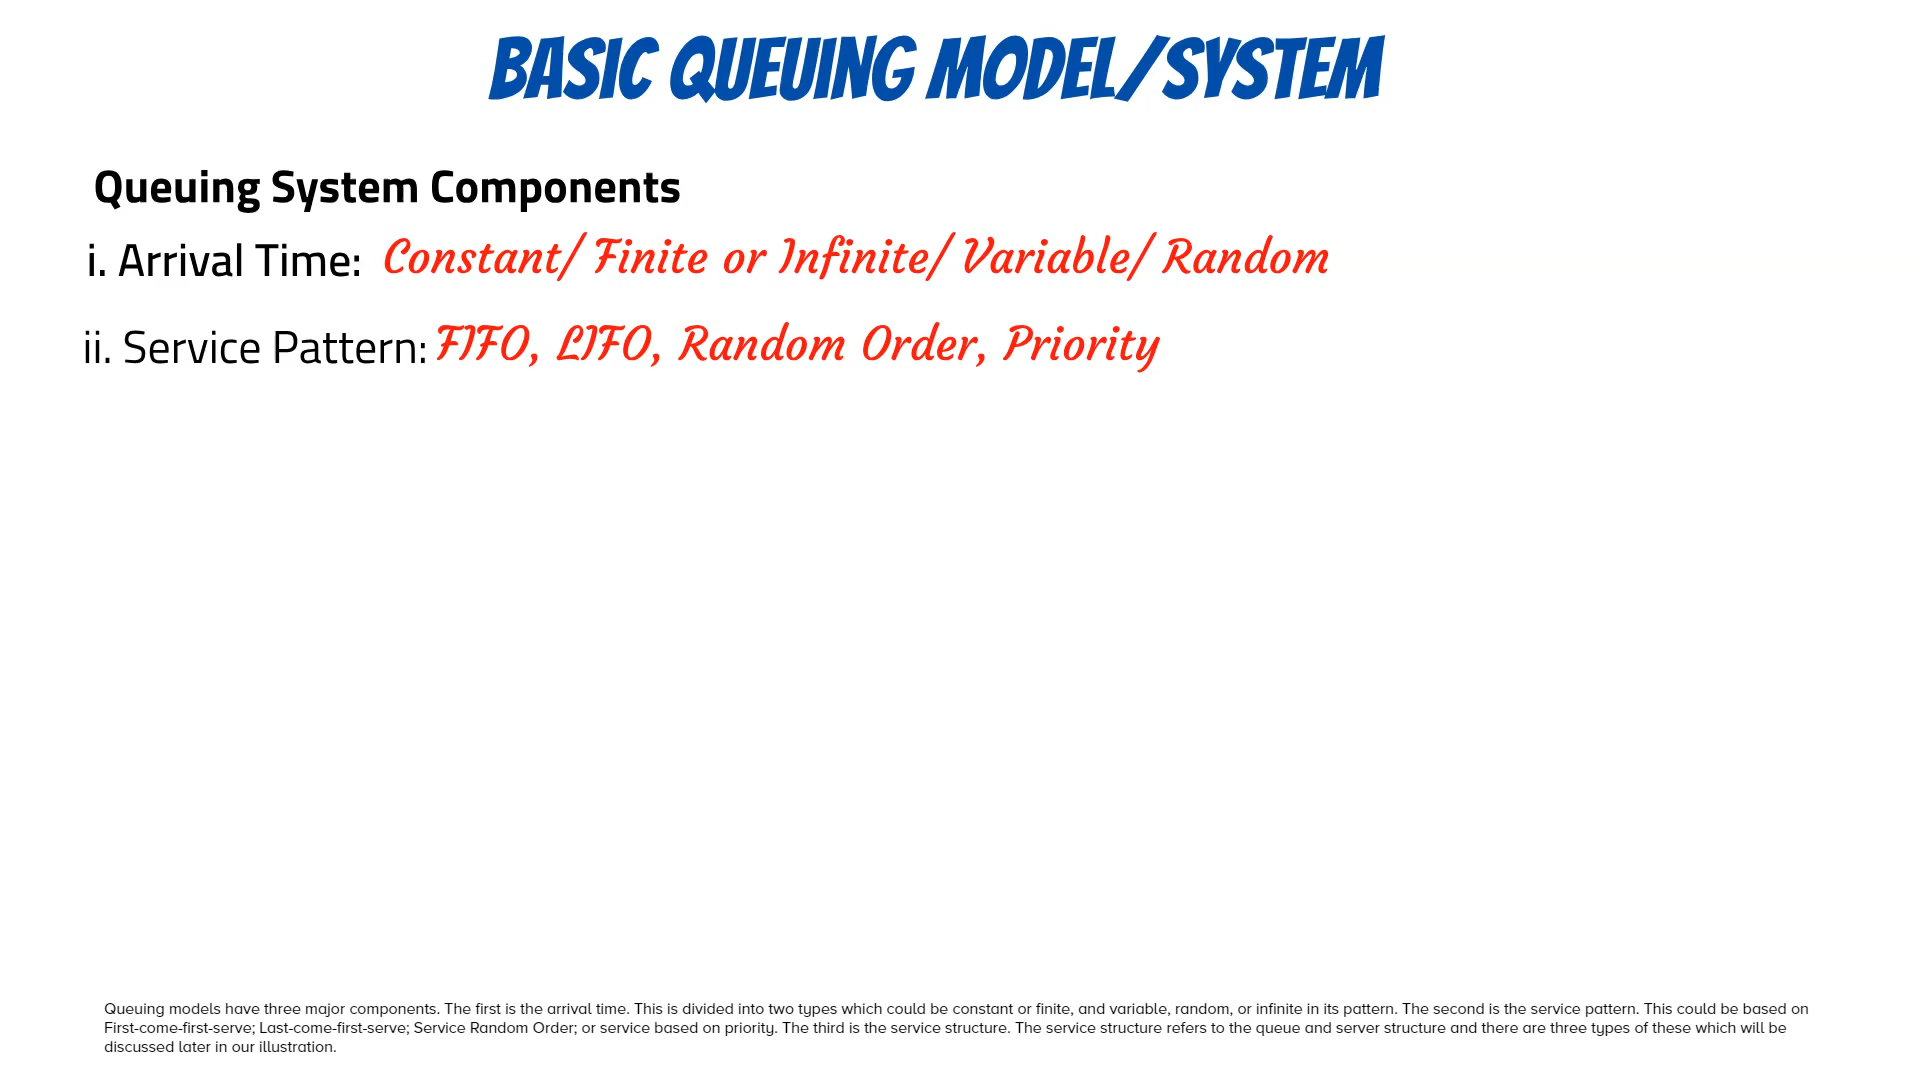 BASIC QUEUING MODEL/SYSTEM
Queuing System Components
i. Arrival Time: Constant/ Finite or Infinite/ Variable/ Random
ii. Service Pattern: FIFO, LIFO, Random Order, Priority
Queuing models have three major components. The first is the arrival time. This is divided into two types which could be constant or finite, and variable, random, or infinite in its pattern. The second is the service pattern. This could be based on
First-come-first-serve; Last-come-first-serve; Service Random Order; or service based on priority. The third is the service structure. The service structure refers to the queue and server structure and there are three types of these which will be
discussed later in our illustration.